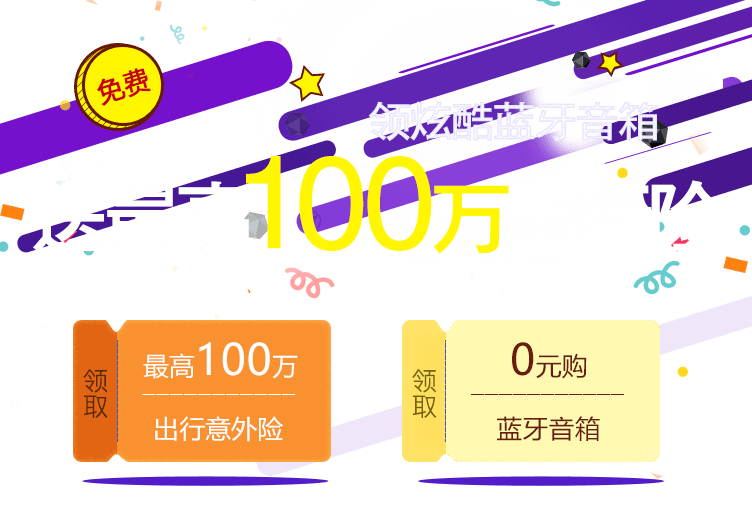 免费
领炫酷蓝牙音箱
100万 险
领取
最高100万
出行意外险
领取
0元购
蓝牙音箱